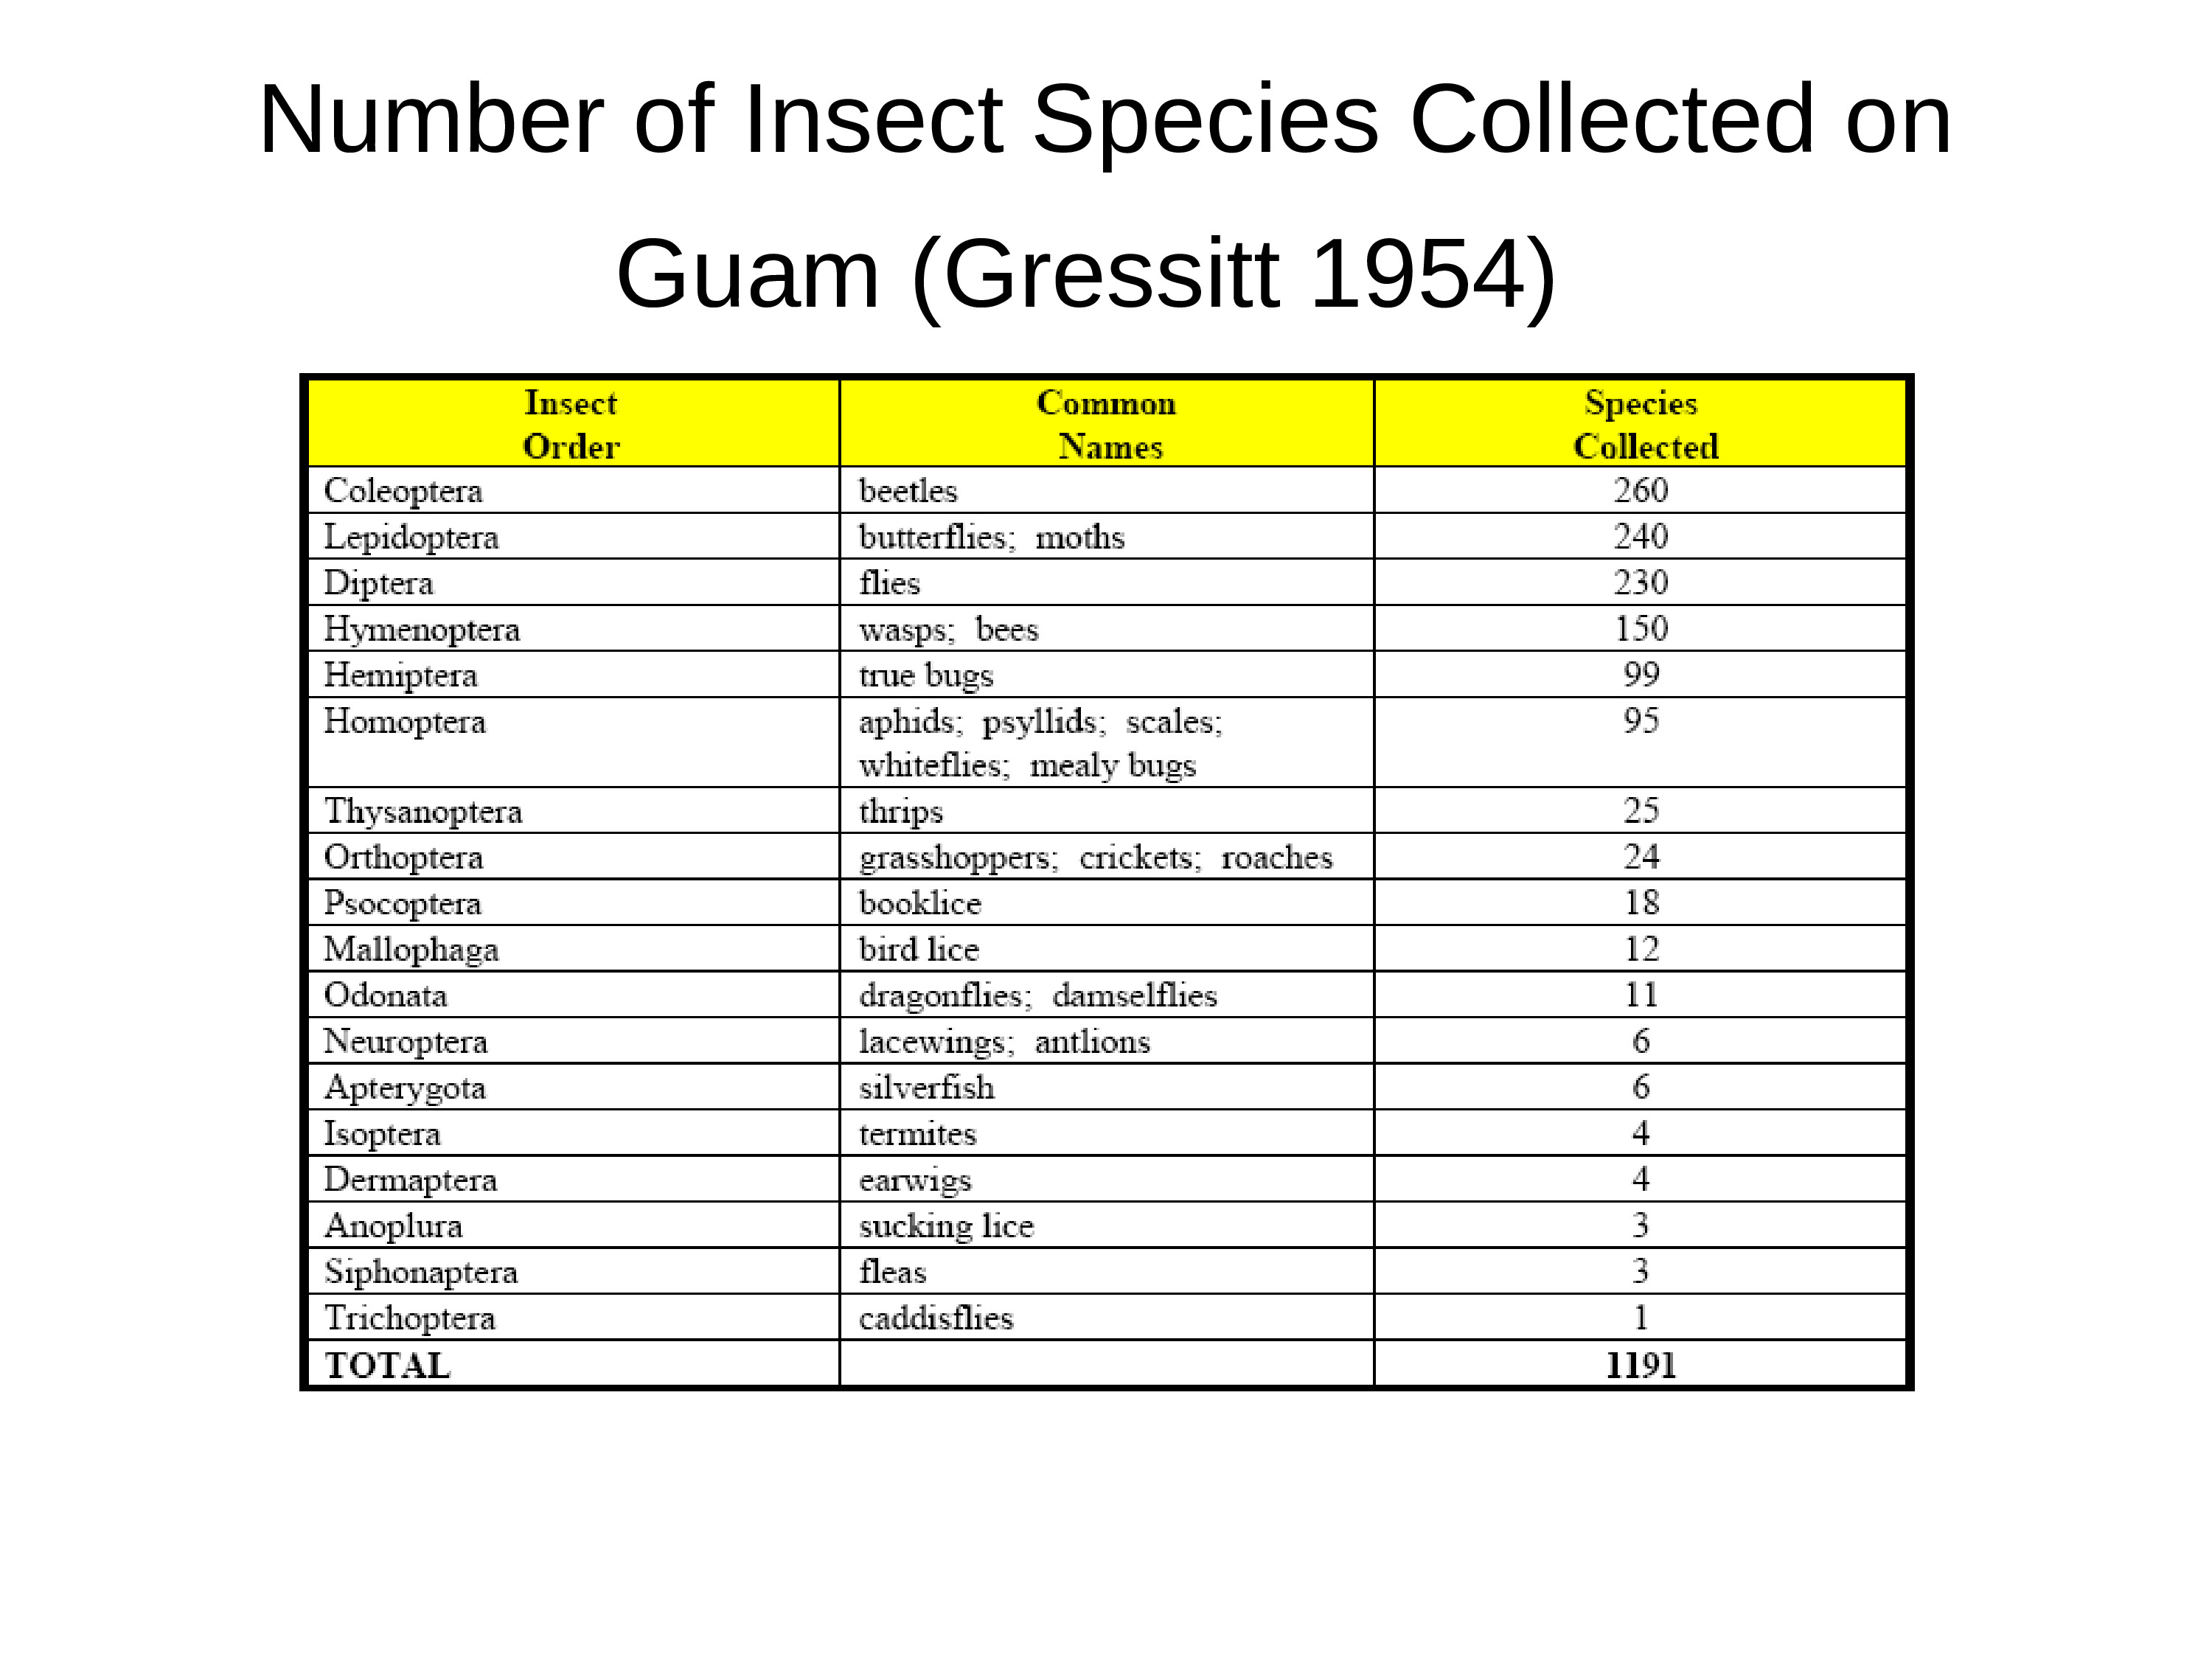 Number of Insect Species Collected on
Guam (Gressitt 1954)
Insect Order Common Names Species Collected
Coleoptera beetles 260
Lepidoptera butterflies; moths 240
Diptera flies 230
Hymenoptera wasps; bees 150
Hemiptera true bugs 99
Homoptera aphids; psyllids; scales; 95
whiteflies; mealy bugs
Thysanoptera thrips 25
Orthoptera grasshoppers; crickets; roaches 24
Psocoptera booklice 18
Mallophaga bird lice 12
Odonata dragonflies; damselflies 11
Neuroptera lacewings; antlions 6
Apterygota silverfish 6
Isoptera termites 4
Dermaptera earwigs 4
Anoplura sucking lice 3
Siphonaptera fleas 3
Trichoptera caddisflies 1
TOTAL 1191